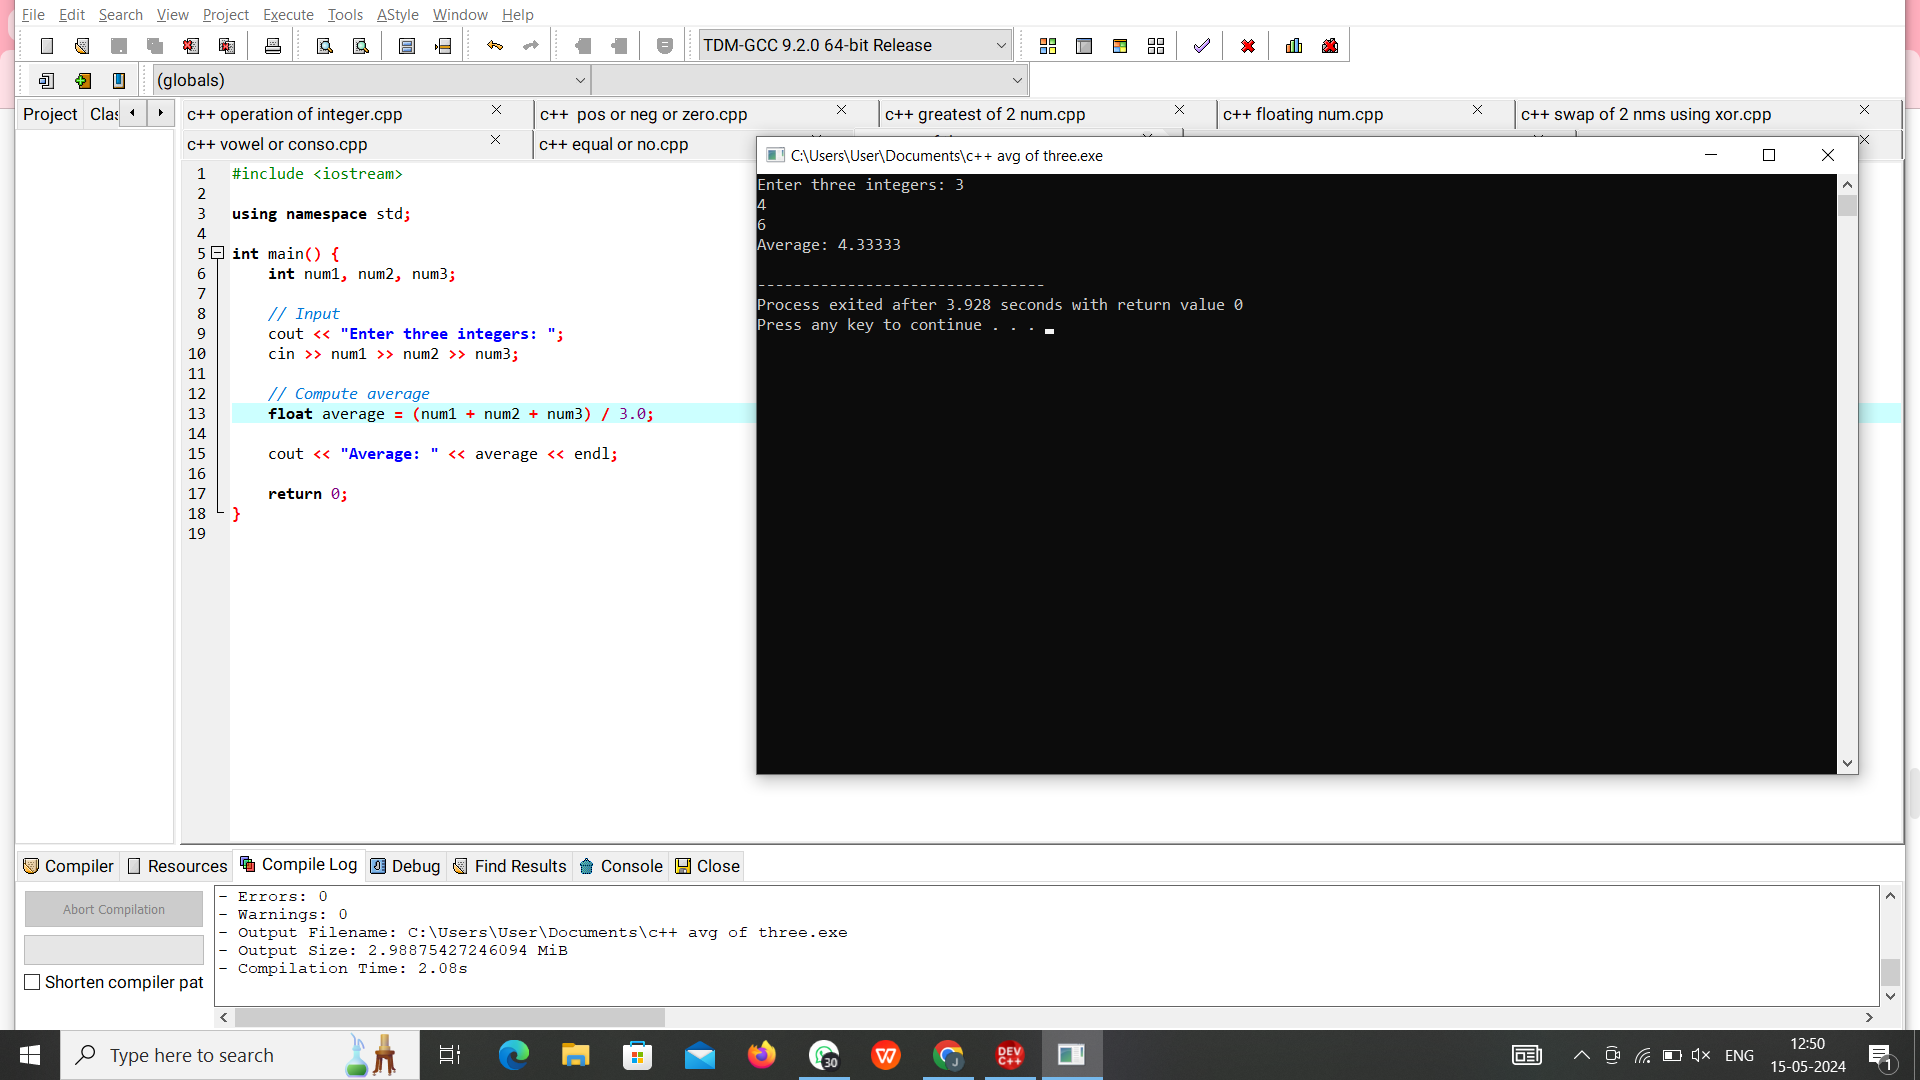 File Edit Search View Project Execute Tools AStyle Window Help
TDM-GCC 9.2.0 64-bit Release
(globals)
Project Clas
c++ operation of integer.cpp c++ pos or neg or zero.cpp c++ greatest of 2 num.cpp c++ floating num.cpp c++ swap of 2 nms using xor.cpp
c++ vowel or conso.cpp c++ equal or no.cpp
1 #include <iostream>
2
3 using namespace std;
4
5 int main() {
6 int num1, num2, num3;
7
8 // Input
9 cout << "Enter three integers: ";
10 cin >> num1 >> num2 >> num3;
11
12 // Compute average
13 float average = (num1 + num2 + num3) / 3.0;
14
15 cout << "Average: " << average << endl;
16
17 return 0;
18 }
19
C:\Users\User\Documents\c++ avg of three.exe
Enter three integers: 3
4
6
Average: 4.33333
--------------------------------
Process exited after 3.928 seconds with return value 0
Press any key to continue . . .
Compiler Resources Compile Log Debug Find Results Console Close
Abort Compilation
Shorten compiler pat
- Errors: 0
- Warnings: 0
- Output Filename: C:\Users\User\Documents\c++ avg of three.exe
- Output Size: 2.98875427246094 MiB
- Compilation Time: 2.08s
Type here to search
30
W
J
DEV
C++
ENG
12:50
15-05-2024
1